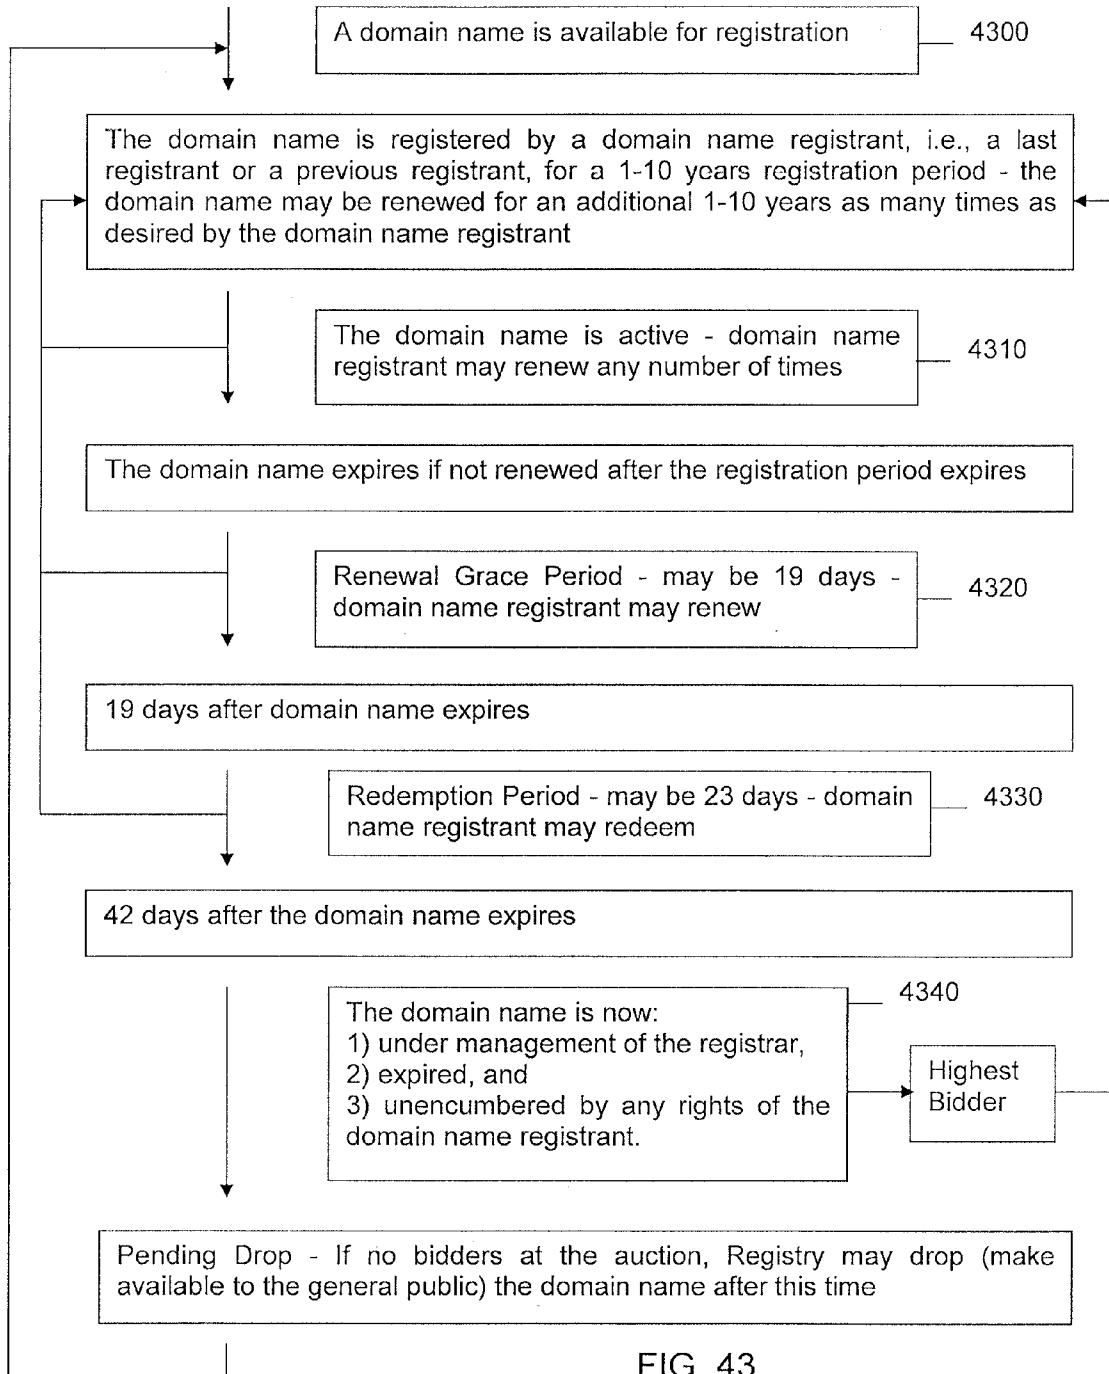 A domain name is available for registration
4300
The domain name is registered by a domain name registrant, i.e., a last
registrant or a previous registrant, for a 1-10 years registration period - the
domain name may be renewed for an additional 1-10 years as many times as
desired by the domain name registrant
The domain name is active - domain name
registrant may renew any number of times
4310
The domain name expires if not renewed after the registration period expires
Renewal Grace Period - may be 19 days -
domain name registrant may renew
4320
19 days after domain name expires
Redemption Period - may be 23 days - domain
name registrant may redeem
4330
42 days after the domain name expires
4340
The domain name is now:
1) under management of the registrar,
2) expired, and
3) unencumbered by any rights of the
domain name registrant.
Highest
Bidder
Pending Drop - If no bidders at the auction, Registry may drop (make
available to the general public) the domain name after this time
FIG. 43